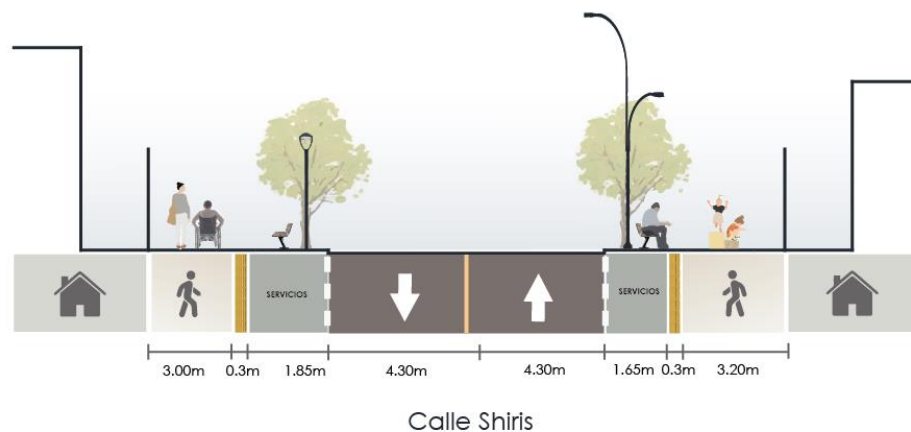 SERVICIOS
SERVICIOS
3.00m 0.3m 1.85m 4.30m 4.30m 1.65m 0.3m 3.20m
Calle Shiris